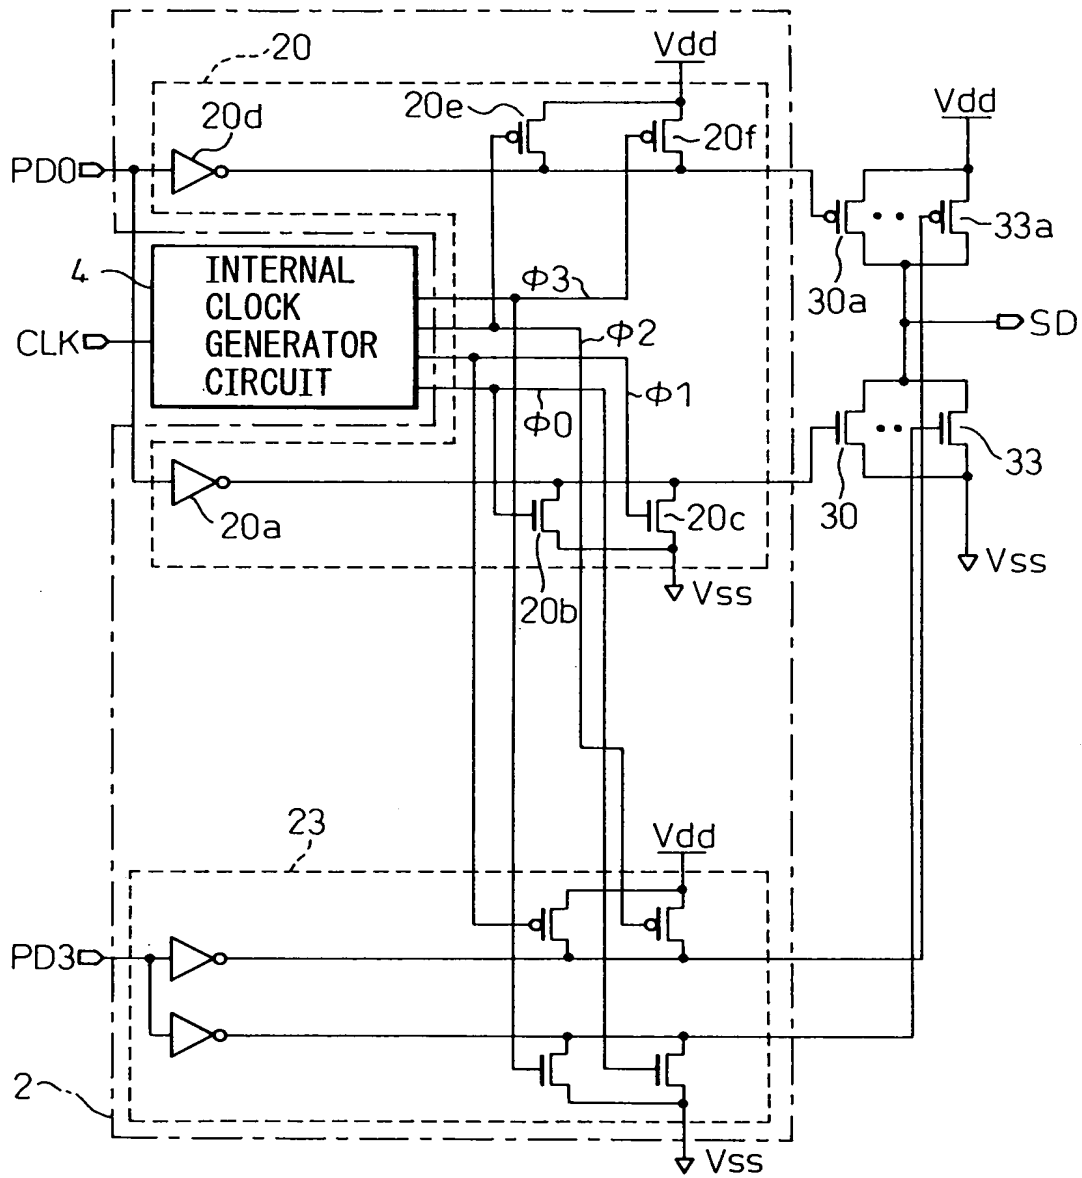 20
Vdd
20e
20d
20f
Vdd
PD0
33a
30a
4
INTERNAL
CLOCK
GENERATOR
CIRCUIT
Φ3
SD
Φ2
CLK
Φ1
Φ0
33
20a
20c
30
Vss
20b
Vss
23
Vdd
PD3
2
Vss